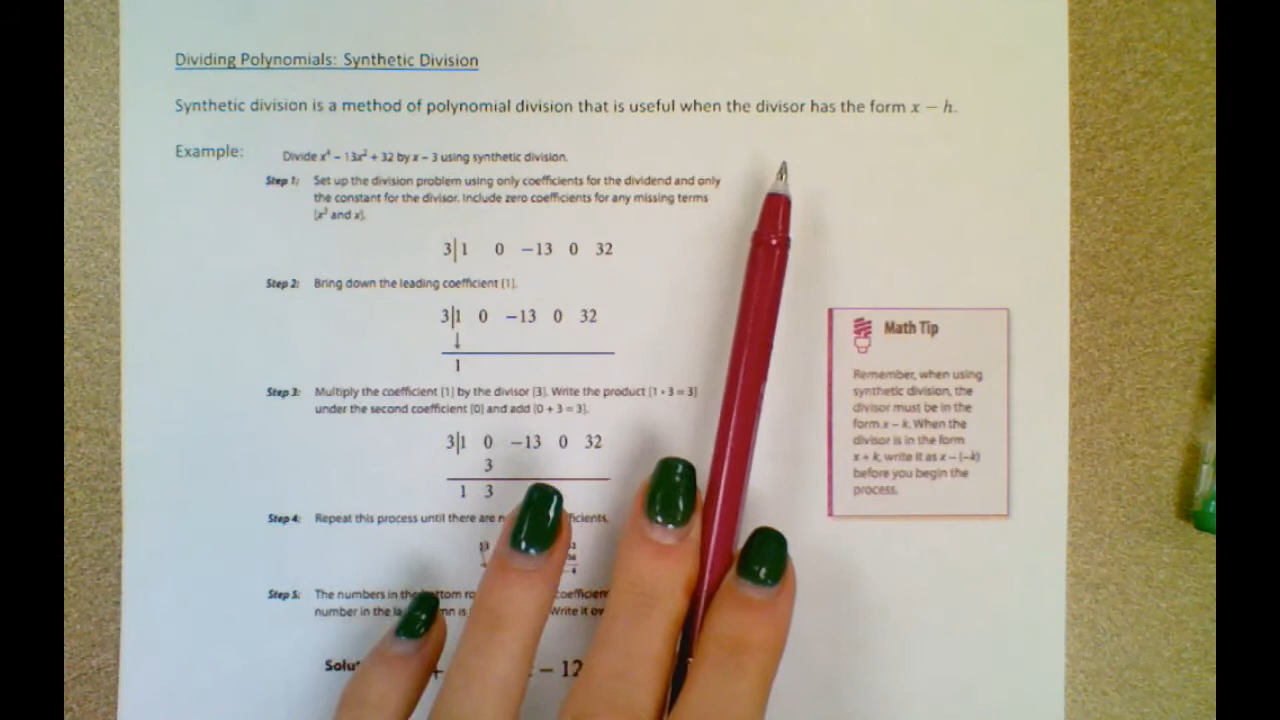 Dividing Polynomials: Synthetic Division
Synthetic division is a method of polynomial division that is useful when the divisor has the form x − h.
Example: Divide x⁴ − 13x² + 32 by x − 3 using synthetic division.
Step 1: Set up the division problem using only coefficients for the dividend and only
the constant for the divisor. Include zero coefficients for any missing terms
[x³ and x].
3| 1 0 −13 0 32
Step 2: Bring down the leading coefficient [1].
3| 1 0 −13 0 32
↓
1
Step 3: Multiply the coefficient [1] by the divisor [3]. Write the product [1 • 3 = 3]
under the second coefficient [0] and add [0 + 3 = 3].
3| 1 0 −13 0 32
3
1 3
Step 4: Repeat this process until there are
Step 5: The numbers in the bottom
number in the is Write it
− 12
Math Tip
Remember, when using
synthetic division, the
divisor must be in the
form x − k. When the
divisor is in the form
x + k, write it as x − (−k)
before you begin the
process.